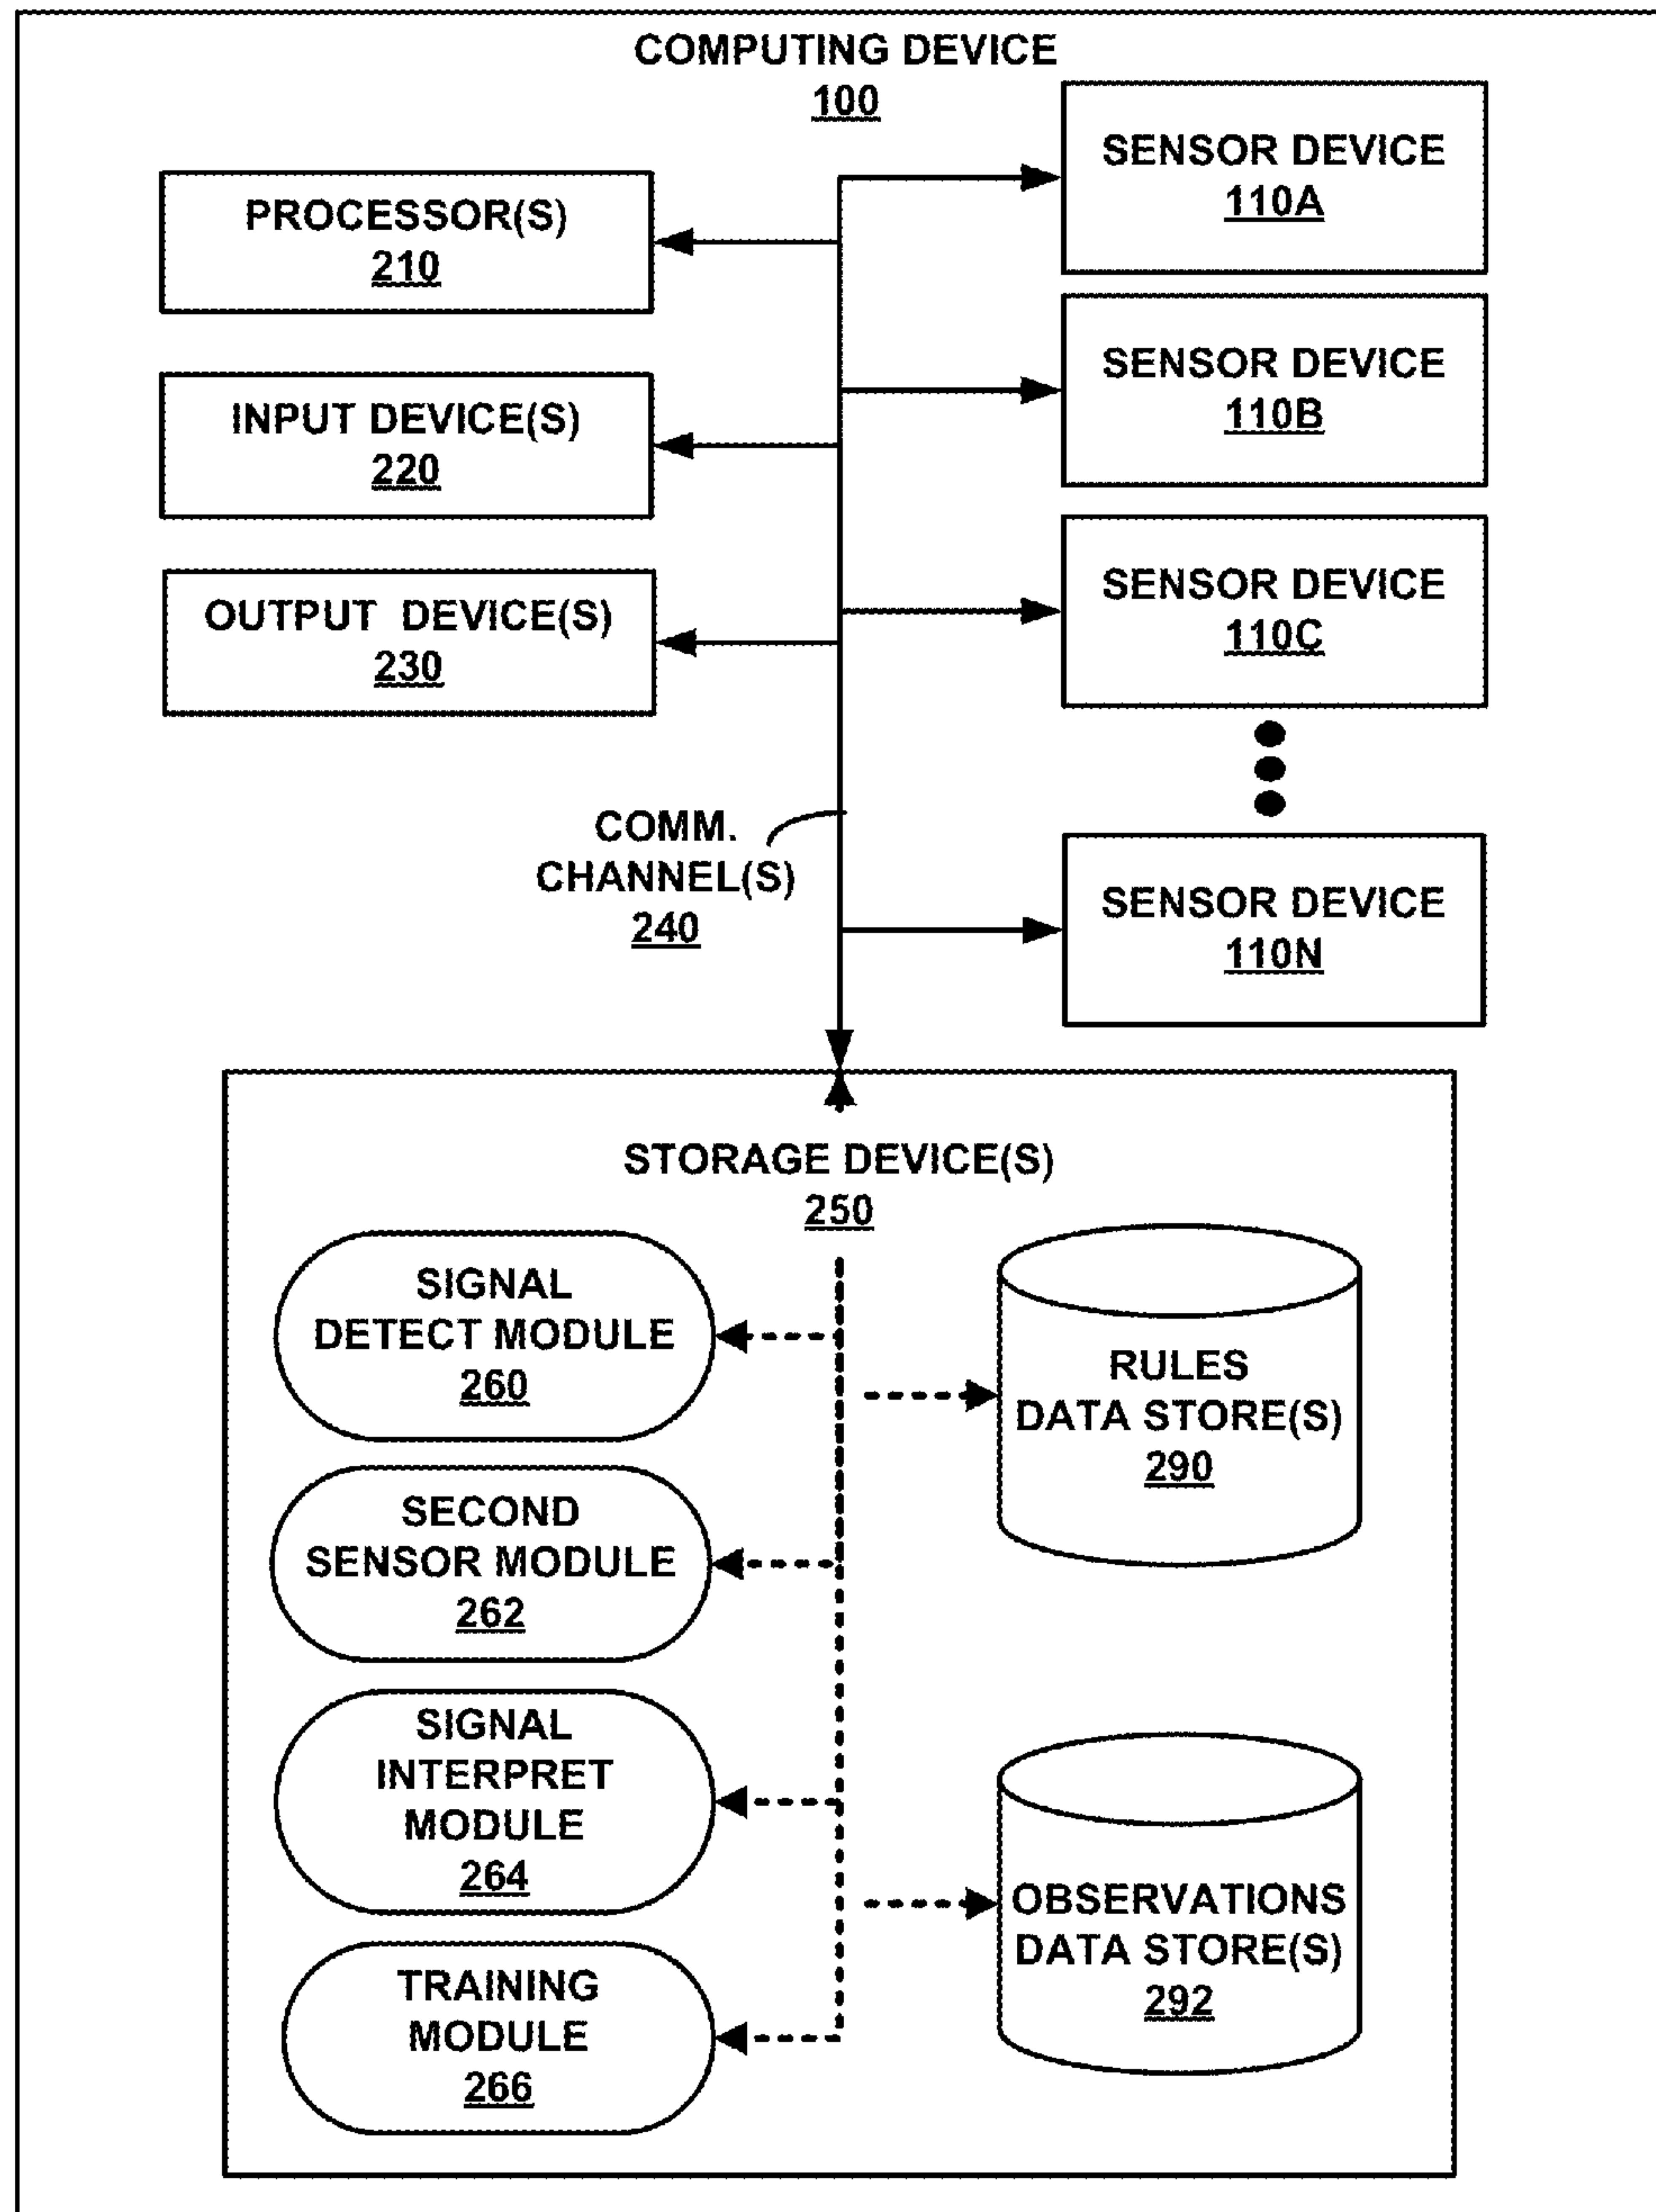 COMPUTING DEVICE
100
PROCESSOR(S)
210
INPUT DEVICE(S)
220
OUTPUT DEVICE(S)
230
SENSOR DEVICE
110A
SENSOR DEVICE
110B
SENSOR DEVICE
110C
SENSOR DEVICE
110N
COMM.
CHANNEL(S)
240
STORAGE DEVICE(S)
250
SIGNAL
DETECT MODULE
260
SECOND
SENSOR MODULE
262
SIGNAL
INTERPRET
MODULE
264
TRAINING
MODULE
266
RULES
DATA STORE(S)
290
OBSERVATIONS
DATA STORE(S)
292